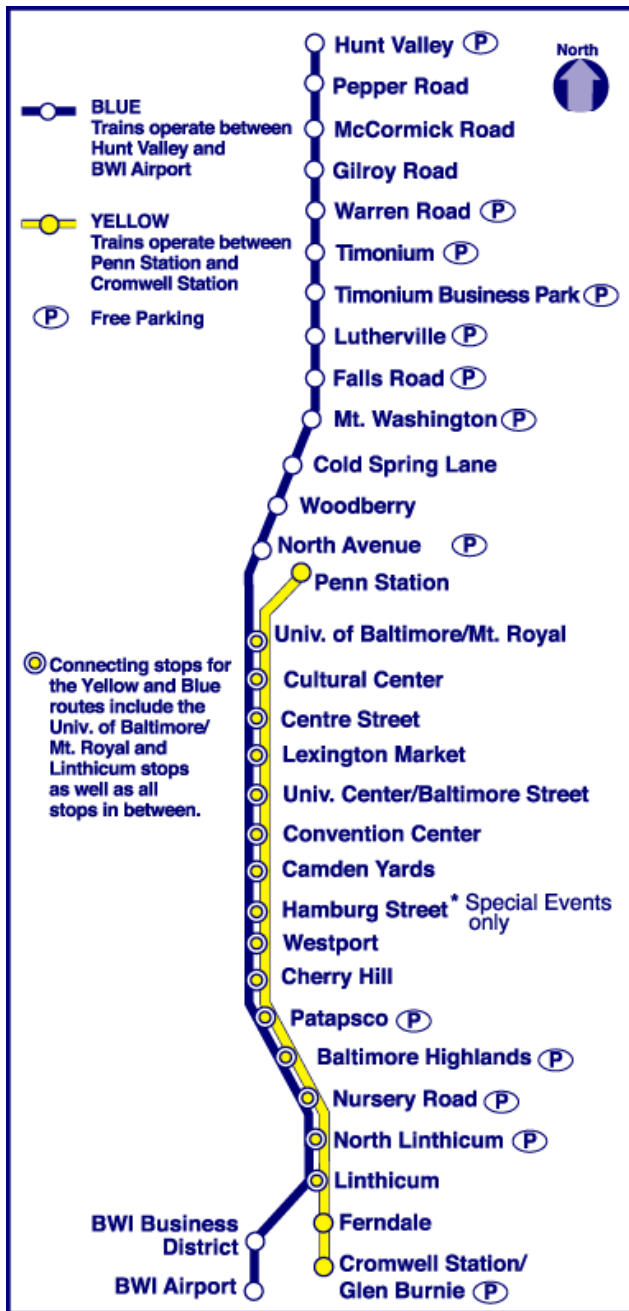 Hunt Valley P
North
Pepper Road
BLUE
Trains operate between
Hunt Valley and
BWI Airport
McCormick Road
Gilroy Road
Warren Road P
YELLOW
Trains operate between
Penn Station and
Cromwell Station
Timonium P
Timonium Business Park P
P Free Parking
Lutherville P
Falls Road P
Mt. Washington P
Cold Spring Lane
Woodberry
North Avenue P
Penn Station
Univ. of Baltimore/Mt. Royal
Connecting stops for
the Yellow and Blue
routes include the
Univ. of Baltimore/
Mt. Royal and
Linthicum stops
as well as all
stops in between.
Cultural Center
Centre Street
Lexington Market
Univ. Center/Baltimore Street
Convention Center
Camden Yards
Hamburg Street* Special Events
only
Westport
Cherry Hill
Patapsco P
Baltimore Highlands P
Nursery Road P
North Linthicum P
Linthicum
Ferndale
BWI Business
District
Cromwell Station/
Glen Burnie P
BWI Airport